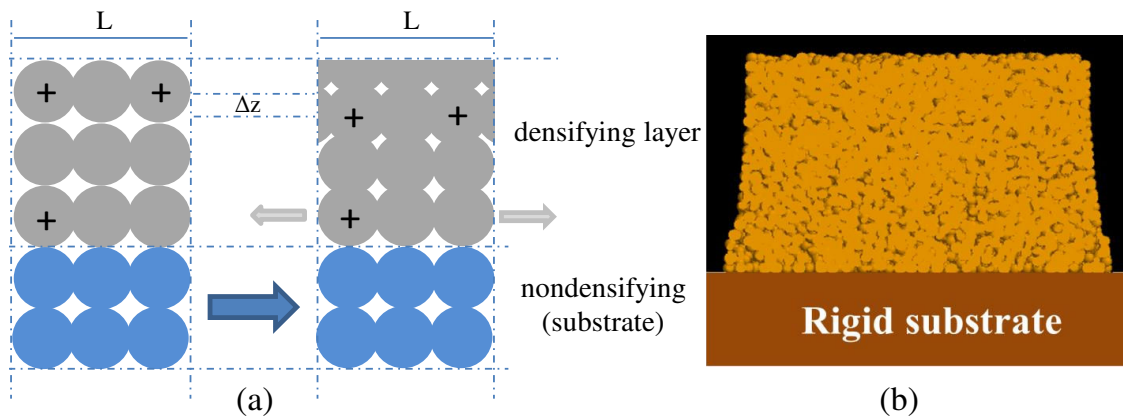 L
L
Δz
densifying layer
nondensifying
(substrate)
Rigid substrate
(a)
(b)